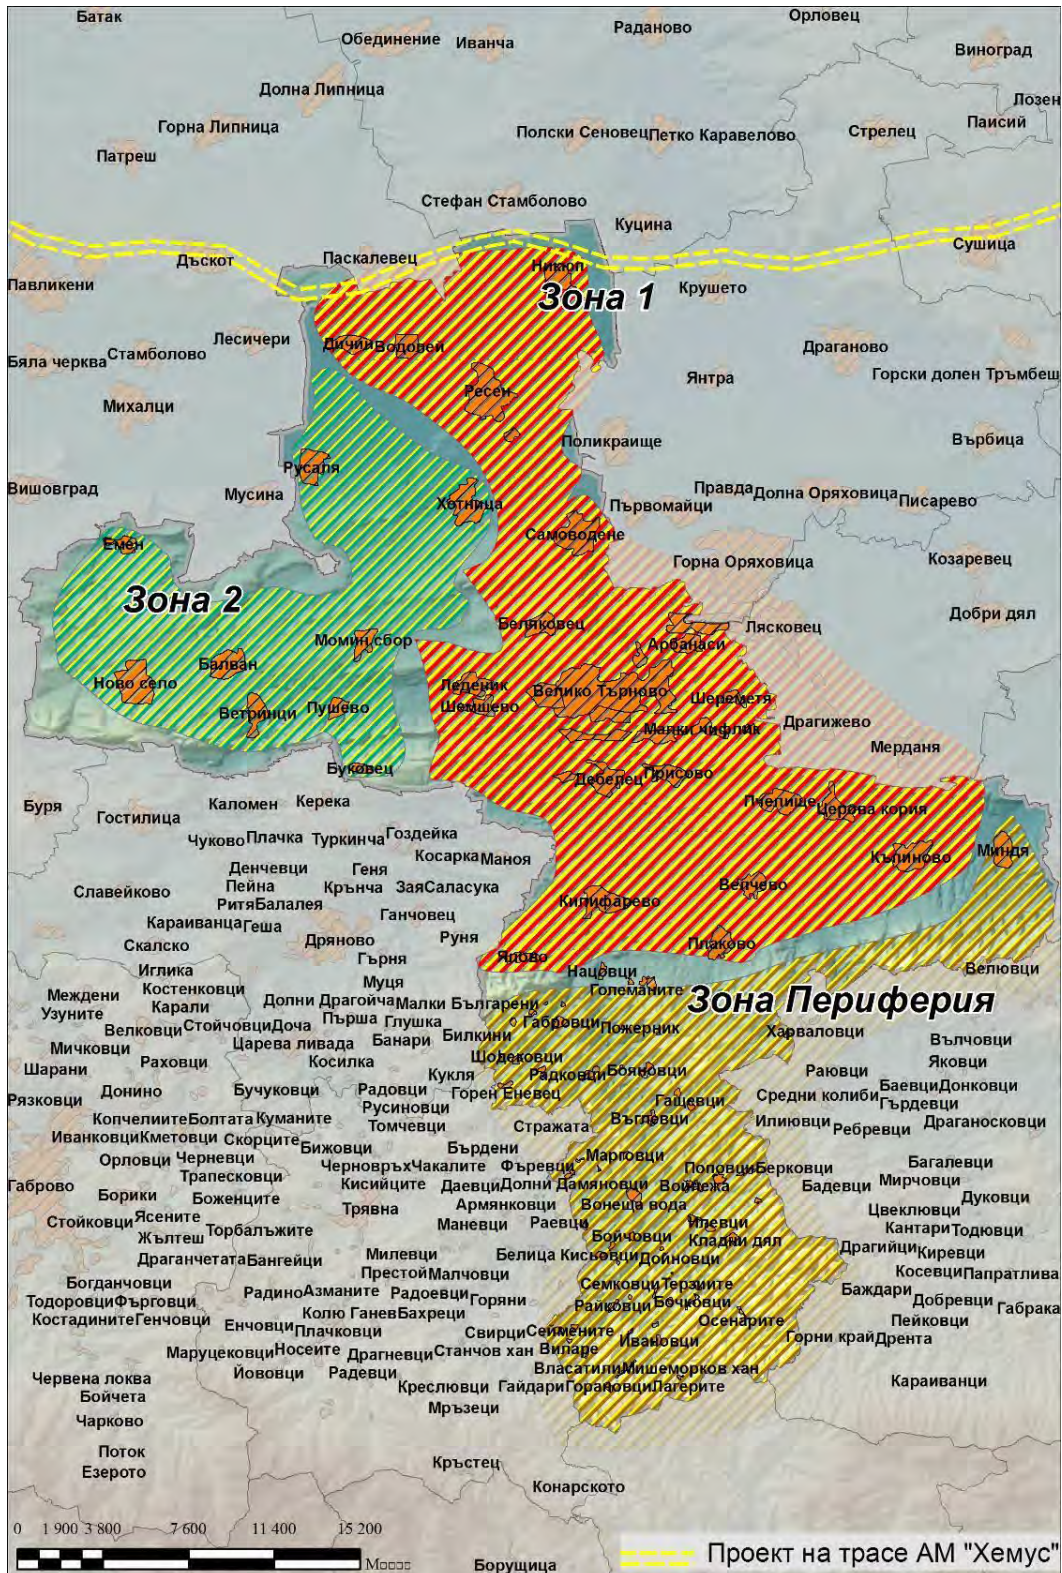 Батак
Орловец
Обединение
Иванча
Раданово
Виноград
Долна Липница
Лозен
Горна Липница
Полски Сеновец
Петко Каравелово
Стрелец
Паисий
Патреш
Стефан Стамболово
Куцина
Сушица
Дъскот
Паскалевец
Никюп
Павликени
Крушето
Зона 1
Лесичери
Дичин
Водолей
Бяла черква
Стамболово
Драганово
Горски долен Тръмбеш
Янтра
Ресен
Михалци
Поликраище
Върбица
Русаля
Вишовград
Мусина
Хотница
Правда
Долна Оряховица
Писарево
Първомайци
Емен
Самоводене
Горна Оряховица
Козаревец
Зона 2
Добри дял
Беляковец
Лясковец
Момин сбор
Арбанаси
Балван
Ново село
Леденик
Велико Търново
Шереметя
Шемшево
Ветринци
Пушево
Малки чифлик
Драгижево
Мерданя
Буковец
Дебелец
Присово
Буря
Гостилица
Каломен
Керека
Пчелище
Церова кория
Чуково
Плачка
Туркинча
Гоздейка
Косарка
Маноя
Къпиново
Миндя
Денчевци
Геня
Славейково
Пейна
Крънча
Зая
Саласука
Велчево
Ритя
Балалея
Килифарево
Караиванца
Геша
Ганчовец
Скалско
Дряново
Руня
Плаково
Гърня
Ялово
Иглика
Нацовци
Велювци
Междени
Костенковци
Муця
Големаните
Зона Периферия
Узуните
Карали
Долни Драгойча
Малки Българени
Велковци
Стойчовци
Доча
Пърша
Глушка
Габровци
Пожерник
Харваловци
Мичковци
Царева ливада
Банари
Билкини
Вълчовци
Шарани
Раховци
Косилка
Шодековци
Яковци
Кукля
Радковци
Бояновци
Раювци
Рязковци
Донино
Бучуковци
Радовци
Горен Еневец
Гащевци
Средни колиби
Баевци
Донковци
Русиновци
Гърдевци
Копчелиите
Болтата
Куманите
Томчевци
Стражата
Въглевци
Илиювци
Ребревци
Драганосковци
Иванковци
Кметовци
Скорците
Бижовци
Бърдени
Орловци
Черневци
Марговци
Черновръх
Чакалите
Фъревци
Поповци
Берковци
Багалевци
Трапесковци
Кисийците
Даевци
Долни Дамяновци
Войнежа
Бадевци
Мирчовци
Габрово
Борики
Боженците
Армянковци
Вонеща вода
Дуковци
Стойковци
Ясените
Трявна
Маневци
Раевци
Илевци
Цвеклювци
Жълтеш
Торбалъжите
Бойчовци
Кладни дял
Кантари
Тодювци
Драганчетата
Бангейци
Милевци
Белица
Кисьовци
Дойновци
Драгийци
Киревци
Богданчовци
Престой
Малчовци
Семковци
Терзиите
Косевци
Папратлива
Тодоровци
Фърговци
Радино
Азманите
Радоевци
Горяни
Райковци
Бочковци
Баждари
Добревци
Габрака
Костадините
Генчовци
Колю Ганев
Бахреци
Осенарите
Пейковци
Енчовци
Плачковци
Свирци
Сеймените
Ивановци
Горни край
Дрента
Маруцековци
Носеите
Драгневци
Станчов хан
Виларе
Йововци
Радевци
Властатили
Мишеморков хан
Червена локва
Креслювци
Гайдари
Горановци
Лагерите
Караиванци
Бойчета
Мръзеци
Чарково
Поток
Кръстец
Езерото
Конарското
0 1 900 3 800 7 600 11 400 15 200
Проект на трасе АМ "Хемус"
Борущица